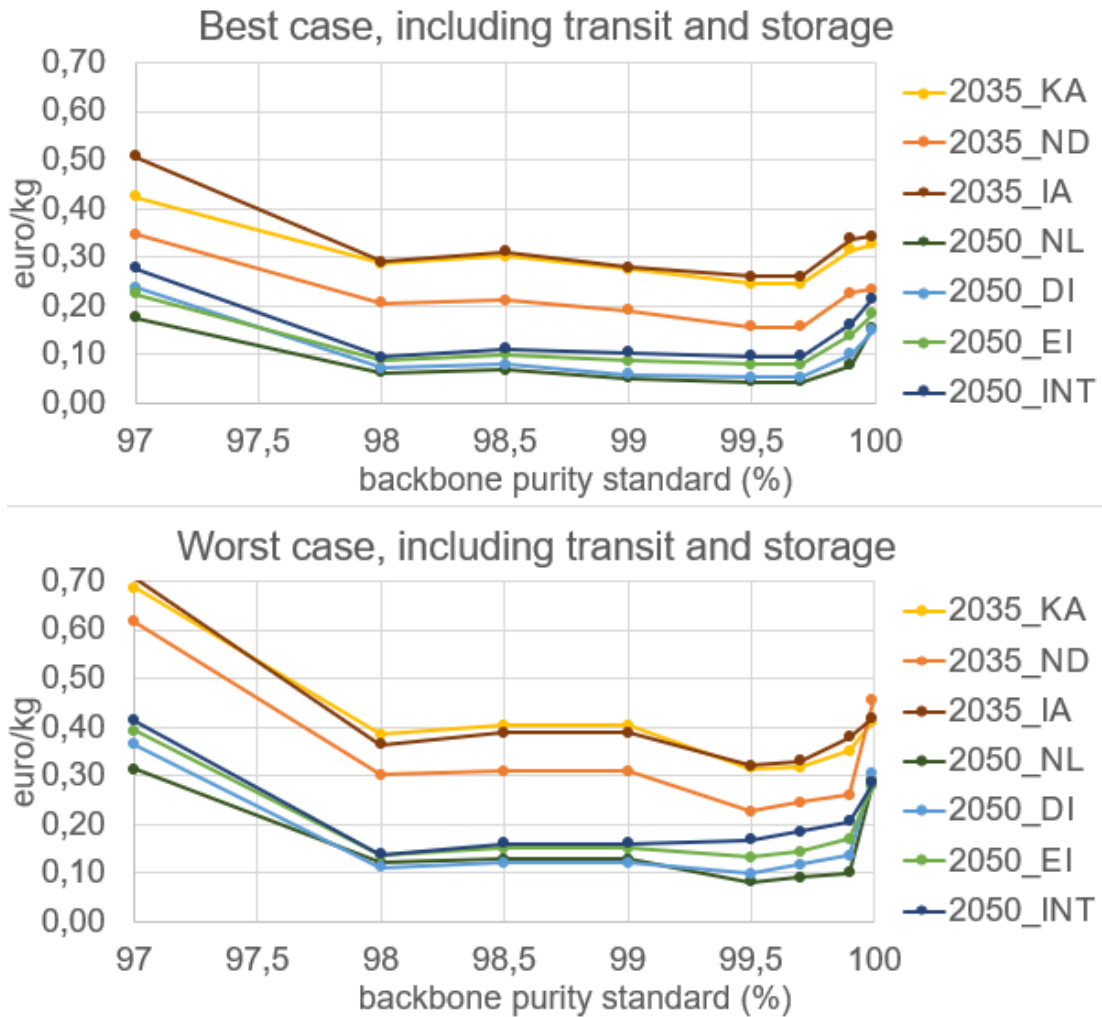 Best case, including transit and storage
0,70
0,60
0,50
0,40
0,30
0,20
0,10
0,00
euro/kg
97 97,5 98 98,5 99 99,5 100
backbone purity standard (%)
2035_KA
2035_ND
2035_IA
2050_NL
2050_DI
2050_EI
2050_INT
Worst case, including transit and storage
0,70
0,60
0,50
0,40
0,30
0,20
0,10
0,00
euro/kg
97 97,5 98 98,5 99 99,5 100
backbone purity standard (%)
2035_KA
2035_ND
2035_IA
2050_NL
2050_DI
2050_EI
2050_INT